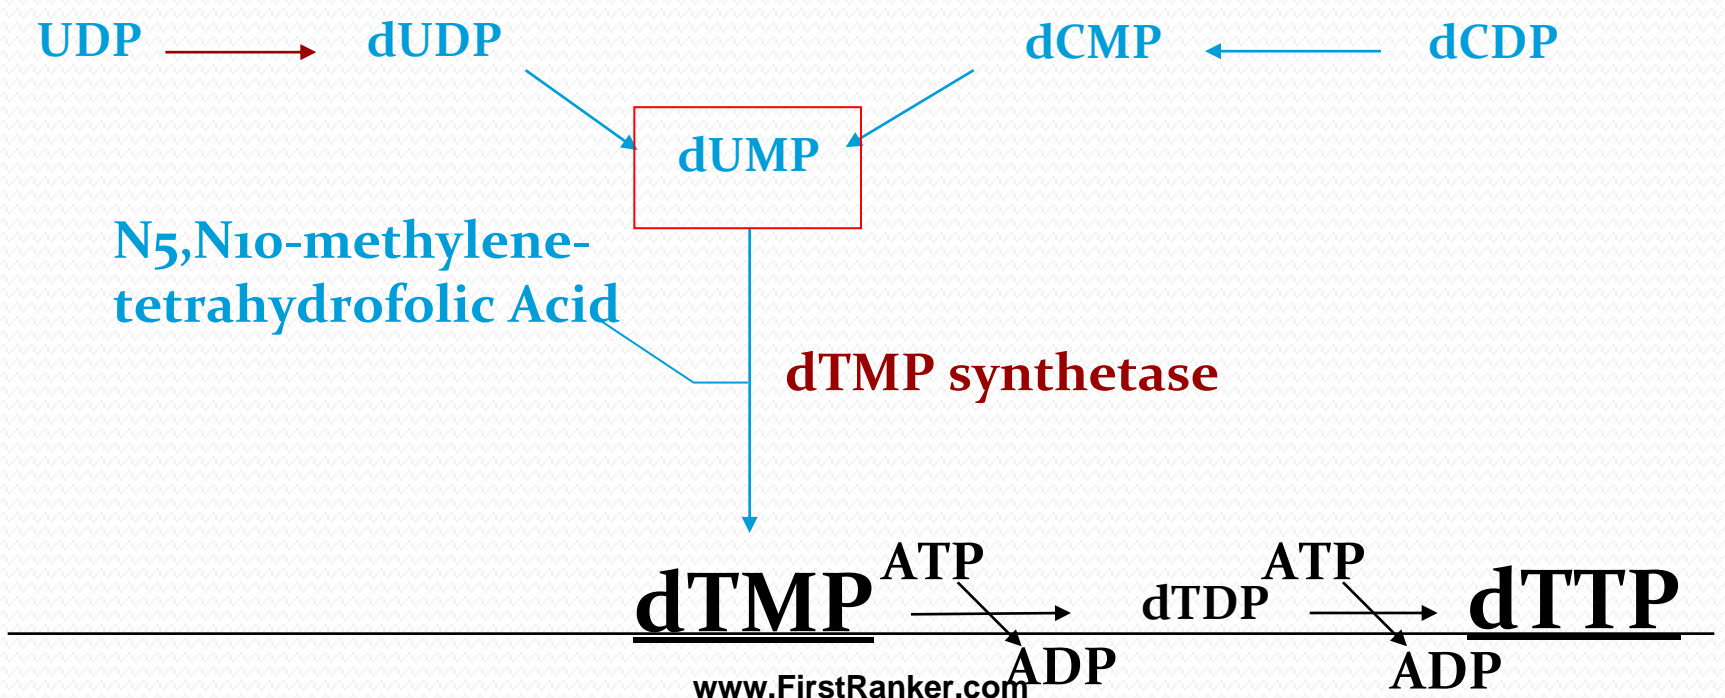 UDP dUDP dCMP dCDP
dUMP
N5,N10-methylene-
tetrahydrofolic Acid
dTMP synthetase
ATP ATP
dTMP dTDP dTTP
ADP ADP
www.FirstRanker.com